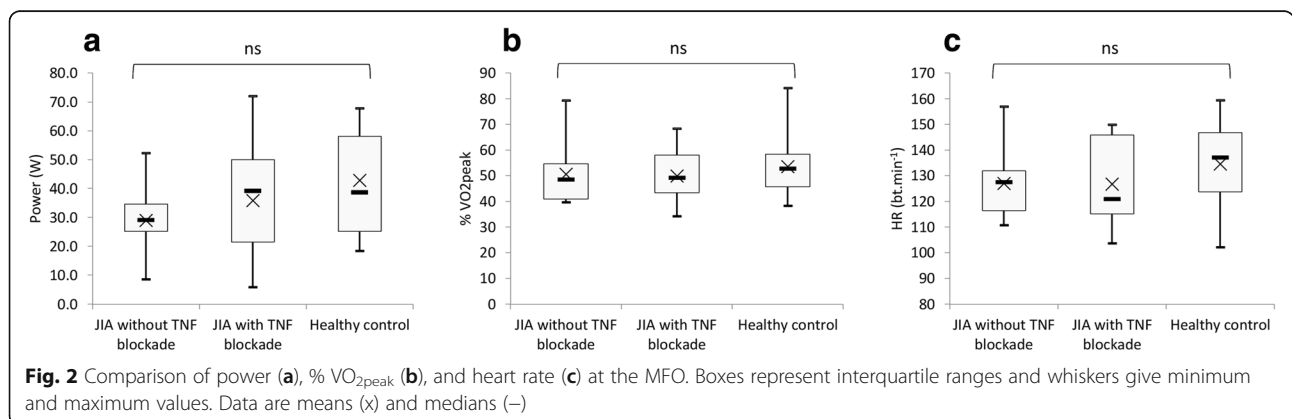 a
ns
80.0
70.0
60.0
50.0
40.0
30.0
20.0
10.0
0.0
Power (W)
JIA without TNF blockade
JIA with TNF blockade
Healthy control
b
ns
90
80
70
60
50
40
30
20
10
0
% VO2peak
JIA without TNF blockade
JIA with TNF blockade
Healthy control
c
ns
170
160
150
140
130
120
110
100
90
80
HR (bt.min⁻¹)
JIA without TNF blockade
JIA with TNF blockade
Healthy control
Fig. 2 Comparison of power (a), % VO₂peak (b), and heart rate (c) at the MFO. Boxes represent interquartile ranges and whiskers give minimum
and maximum values. Data are means (x) and medians (−)